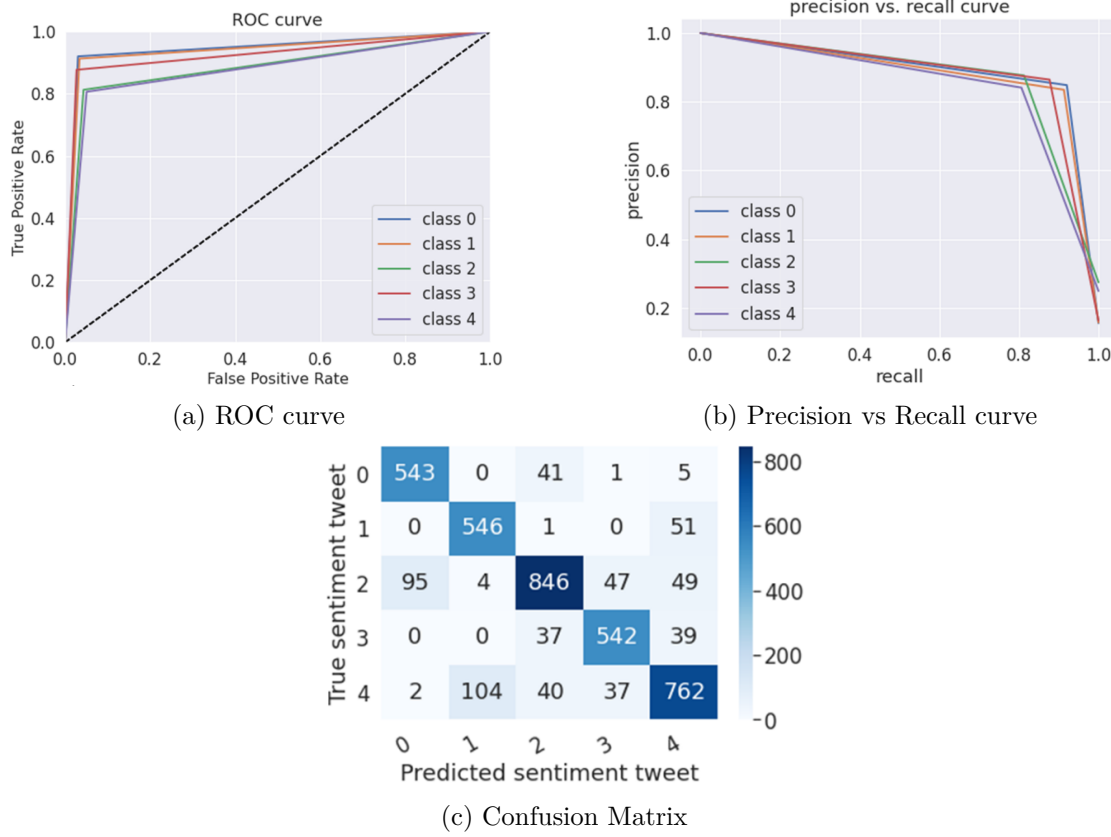 ROC curve
1.0
0.8
0.6
0.4
0.2
0.0
True Positive Rate
class 0
class 1
class 2
class 3
class 4
0.0 0.2 0.4 0.6 0.8 1.0
False Positive Rate
(a) ROC curve
precision vs. recall curve
1.0
0.8
0.6
0.4
0.2
precision
class 0
class 1
class 2
class 3
class 4
0.0 0.2 0.4 0.6 0.8 1.0
recall
(b) Precision vs Recall curve
True sentiment tweet
0 543 0 41 1 5
1 0 546 1 0 51
2 95 4 846 47 49
3 0 0 37 542 39
4 2 104 40 37 762
0 1 2 3 4
Predicted sentiment tweet
800
600
400
200
0
(c) Confusion Matrix